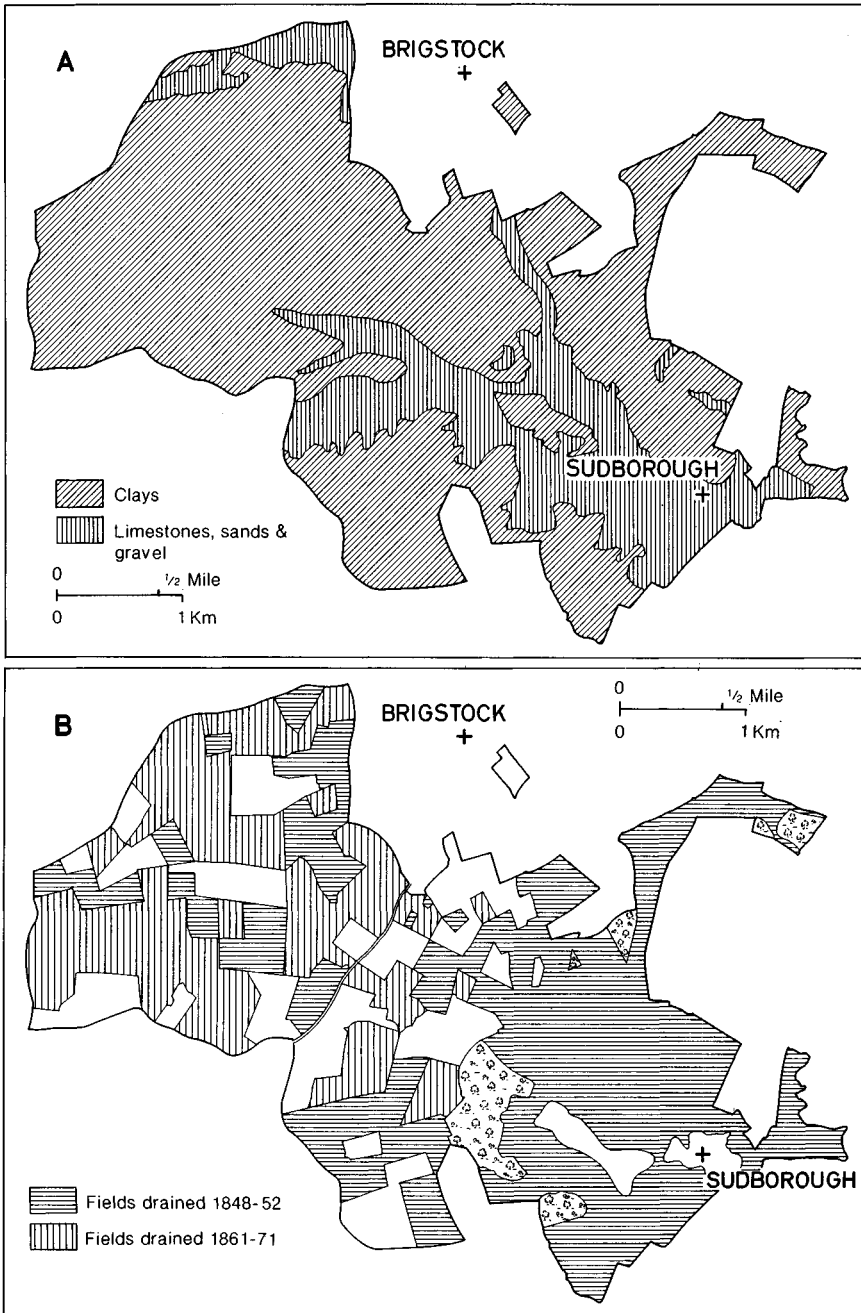 A
BRIGSTOCK
SUDBOROUGH
Clays
Limestones, sands &
gravel
0 1/2 Mile
0 1 Km
B
BRIGSTOCK
0 1/2 Mile
0 1 Km
SUDBOROUGH
Fields drained 1848-52
Fields drained 1861-71